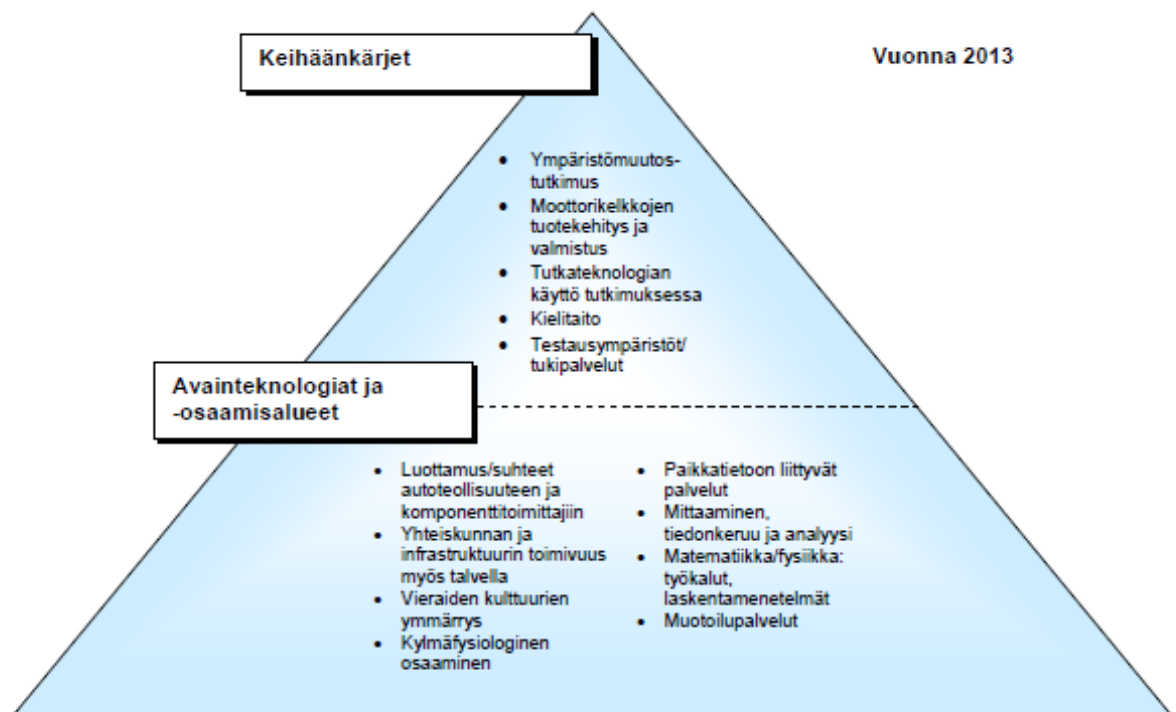 Keihäänkärjet
Vuonna 2013
• Ympäristömuutos-
tutkimus
• Moottorikelkkojen
tuotekehitys ja
valmistus
• Tutkateknologian
käyttö tutkimuksessa
• Kielitaito
• Testausympäristöt/
tukipalvelut
Avainteknologiat ja
-osaamisalueet
• Luottamus/suhteet
autoteollisuuteen ja
komponenttitoimittajiin
• Yhteiskunnan ja
infrastruktuurin toimivuus
myös talvella
• Vieraiden kulttuurien
ymmärrys
• Kylmäfysiologinen
osaaminen
• Paikkatietoon liittyvät
palvelut
• Mittaaminen,
tiedonkeruu ja analyysi
• Matematiikka/fysiikka:
työkalut,
laskentamenetelmät
• Muotoilupalvelut